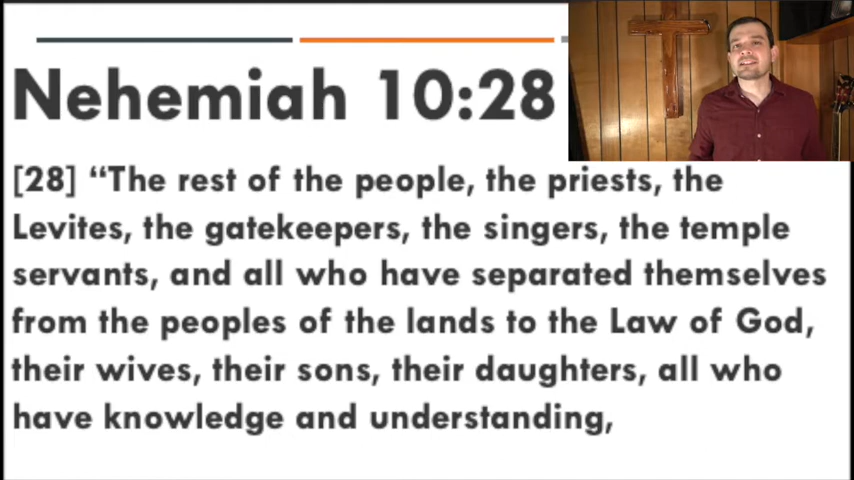 Nehemiah 10:28
[28] “The rest of the people, the priests, the
Levites, the gatekeepers, the singers, the temple
servants, and all who have separated themselves
from the peoples of the lands to the Law of God,
their wives, their sons, their daughters, all who
have knowledge and understanding,